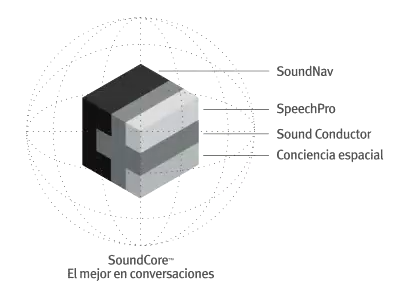 SoundNav
SpeechPro
Sound Conductor
Conciencia espacial
SoundCore™
El mejor en conversaciones